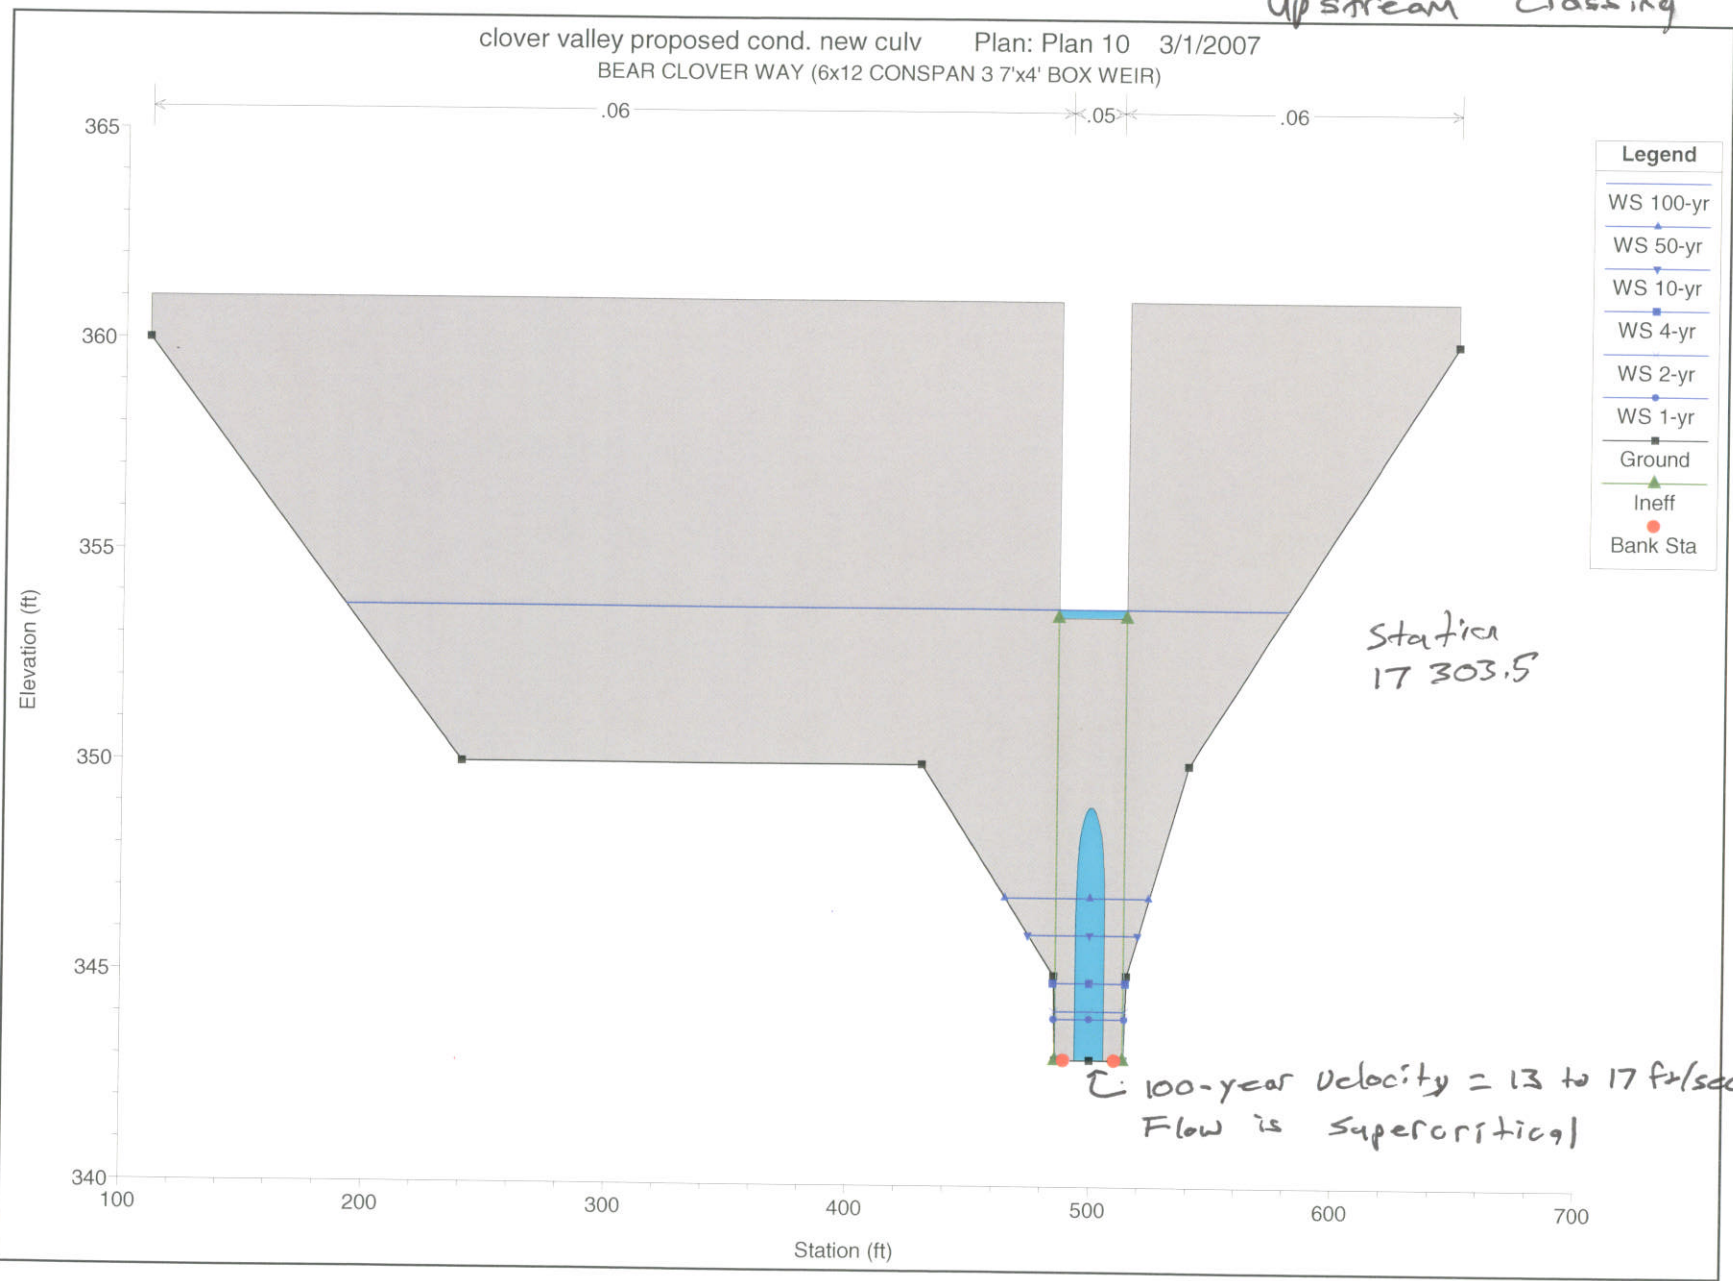 Upstream Crossing
clover valley proposed cond. new culv Plan: Plan 10 3/1/2007
BEAR CLOVER WAY (6x12 CONSPAN 3 7'x4' BOX WEIR)
.06 .05 .06
Legend
WS 100-yr
WS 50-yr
WS 10-yr
WS 4-yr
WS 2-yr
WS 1-yr
Ground
Ineff
Bank Sta
Elevation (ft)
365
360
355
350
345
340
Station
17 303.5
100-year Velocity = 13 to 17 ft/sec
Flow is supercritical
100 200 300 400 500 600 700
Station (ft)